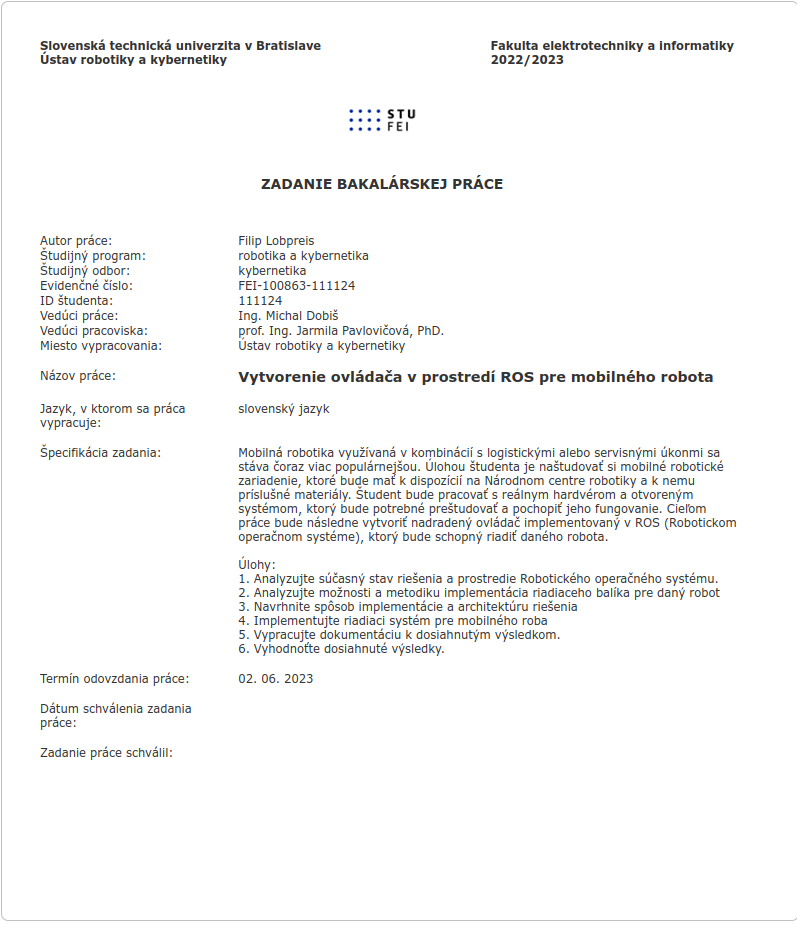 Slovenská technická univerzita v Bratislave
Ústav robotiky a kybernetiky
Fakulta elektrotechniky a informatiky
2022/2023
STU
FEI
ZADANIE BAKALÁRSKEJ PRÁCE
Autor práce: Filip Lobpreis
Študijný program: robotika a kybernetika
Študijný odbor: kybernetika
Evidenčné číslo: FEI-100863-111124
ID študenta: 111124
Vedúci práce: Ing. Michal Dobiš
Vedúci pracoviska: prof. Ing. Jarmila Pavlovičová, PhD.
Miesto vypracovania: Ústav robotiky a kybernetiky
Názov práce: Vytvorenie ovládača v prostredí ROS pre mobilného robota
Jazyk, v ktorom sa práca
vypracuje:
slovenský jazyk
Špecifikácia zadania: Mobilná robotika využívaná v kombinácií s logistickými alebo servisnými úkonmi sa
stáva čoraz viac populárnejšou. Úlohou študenta je naštudovať si mobilné robotické
zariadenie, ktoré bude mať k dispozícií na Národnom centre robotiky a k nemu
príslušné materiály. Študent bude pracovať s reálnym hardvérom a otvoreným
systémom, ktorý bude potrebné preštudovať a pochopiť jeho fungovanie. Cieľom
práce bude následne vytvoriť nadradený ovládač implementovaný v ROS (Robotickom
operačnom systéme), ktorý bude schopný riadiť daného robota.
Úlohy:
1. Analyzujte súčasný stav riešenia a prostredie Robotického operačného systému.
2. Analyzujte možnosti a metodiku implementácia riadiaceho balíka pre daný robot
3. Navrhnite spôsob implementácie a architektúru riešenia
4. Implementujte riadiaci systém pre mobilného roba
5. Vypracujte dokumentáciu k dosiahnutým výsledkom.
6. Vyhodnoťte dosiahnuté výsledky.
Termín odovzdania práce: 02. 06. 2023
Dátum schválenia zadania
práce:
Zadanie práce schválil: